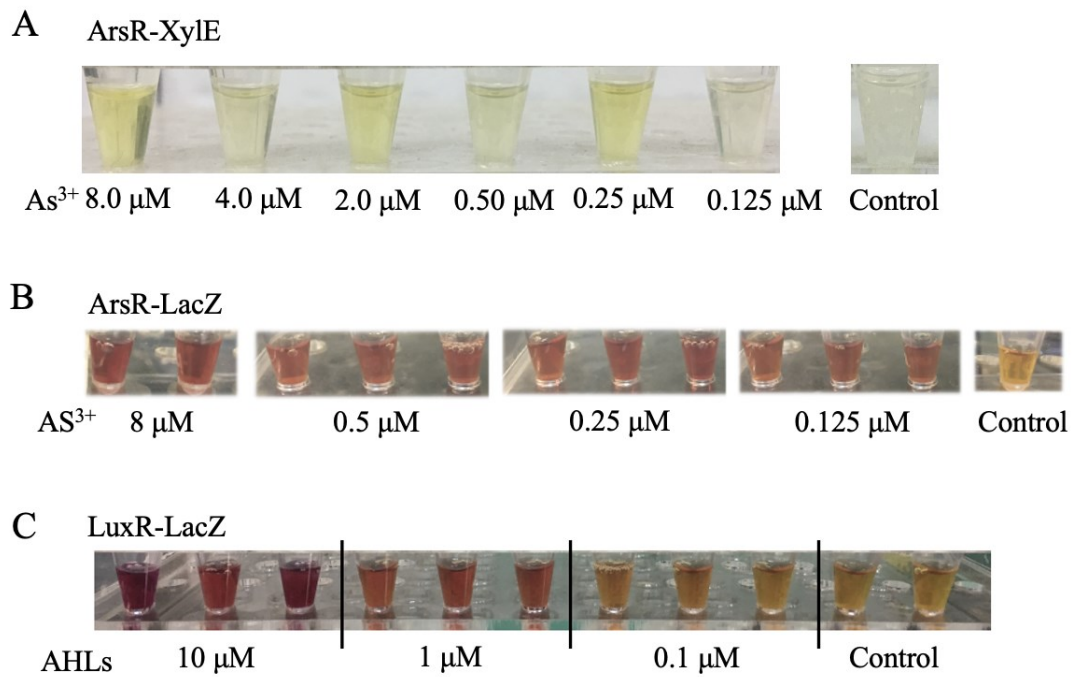 A ArsR-XylE
As³⁺ 8.0 μM 4.0 μM 2.0 μM 0.50 μM 0.25 μM 0.125 μM Control
B ArsR-LacZ
AS³⁺ 8 μM 0.5 μM 0.25 μM 0.125 μM Control
C LuxR-LacZ
AHLs 10 μM 1 μM 0.1 μM Control